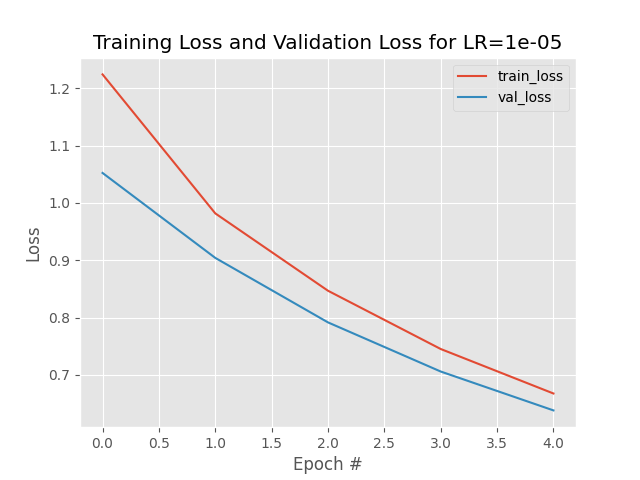 Training Loss and Validation Loss for LR=1e-05
train_loss
val_loss
1.2
1.1
1.0
0.9
0.8
0.7
Loss
0.0 0.5 1.0 1.5 2.0 2.5 3.0 3.5 4.0
Epoch #